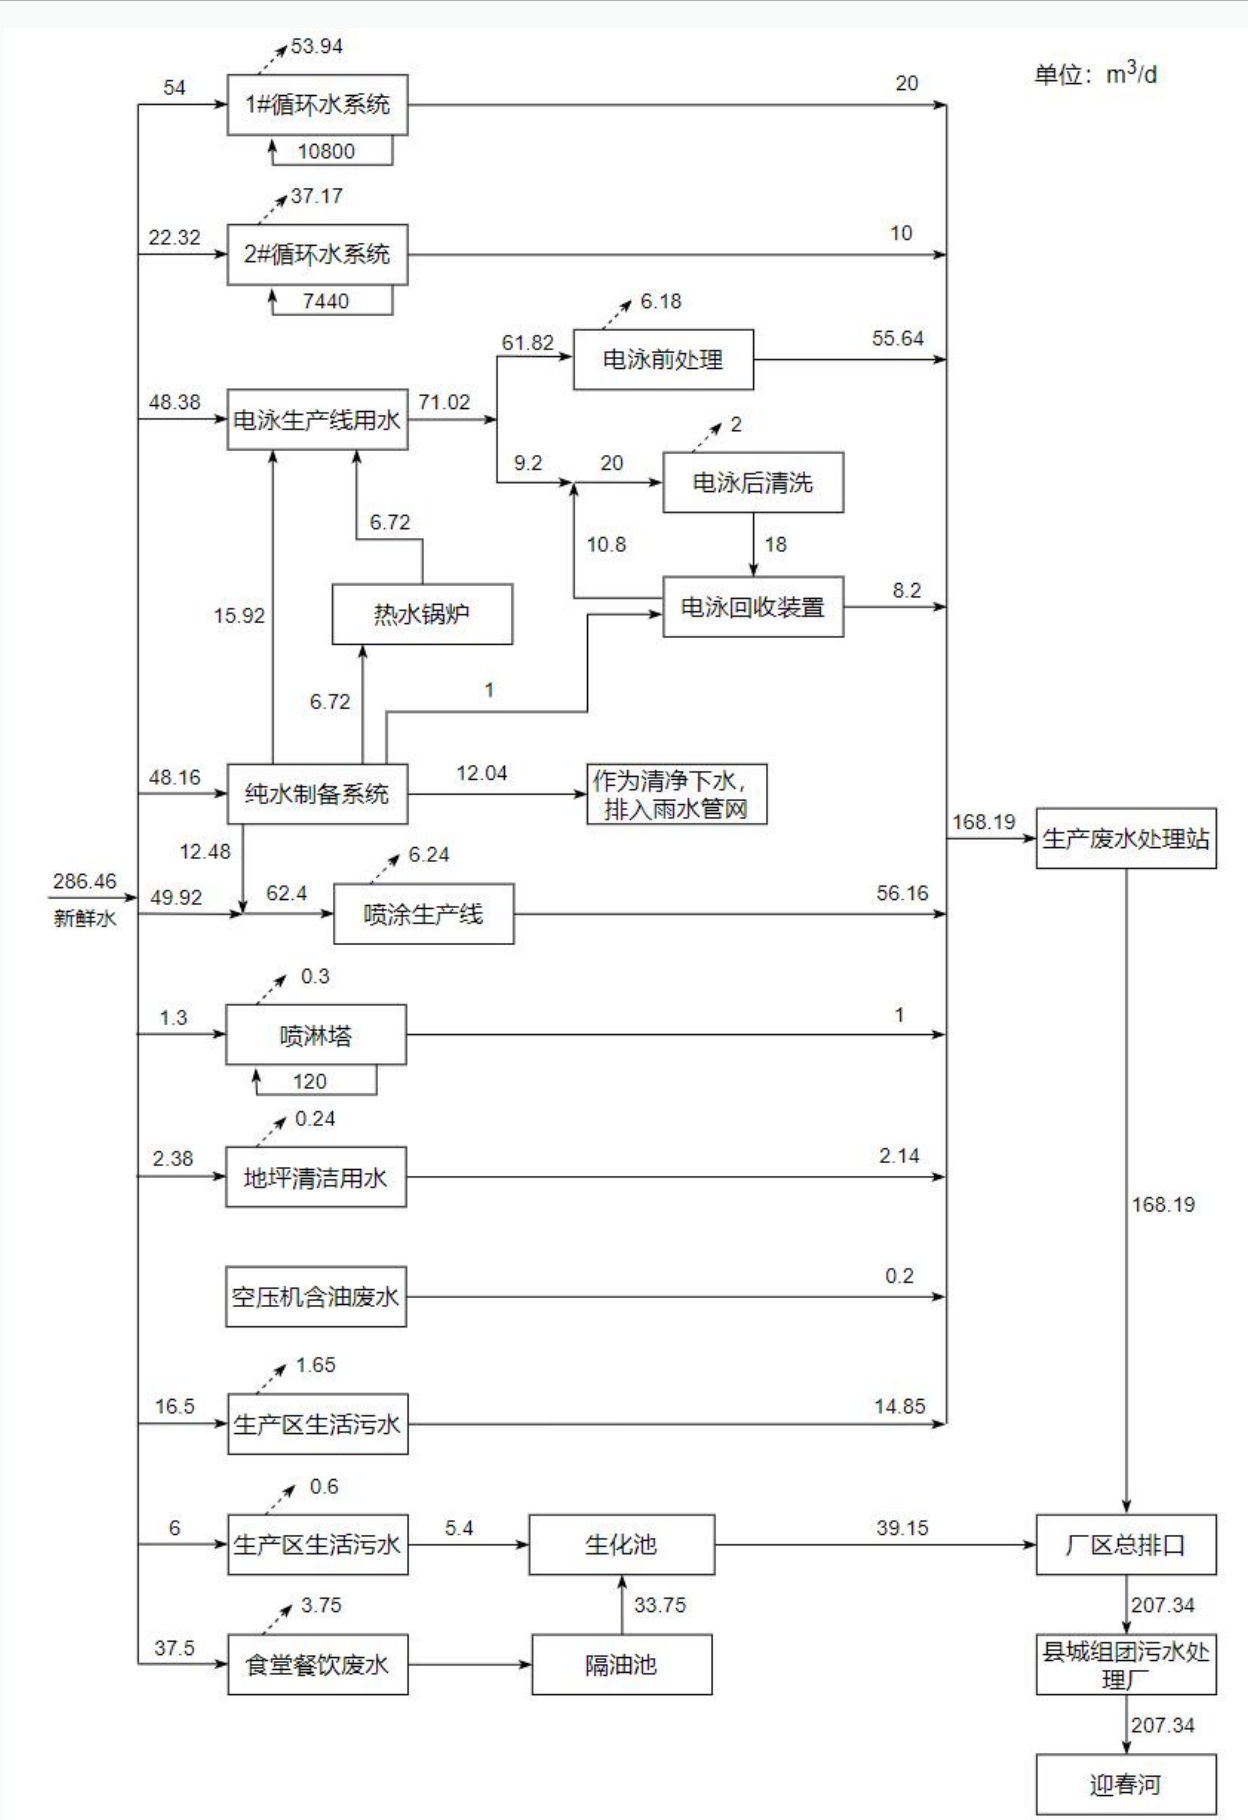 53.94
单位：m³/d
54
1#循环水系统
20
10800
37.17
22.32
2#循环水系统
10
7440
6.18
61.82
电泳前处理
55.64
48.38
电泳生产线用水
71.02
2
9.2
20
电泳后清洗
6.72
10.8
18
15.92
热水锅炉
电泳回收装置
8.2
6.72
1
48.16
纯水制备系统
12.04
作为清净下水，
排入雨水管网
168.19
生产废水处理站
12.48
6.24
286.46
新鲜水
49.92
62.4
喷涂生产线
56.16
0.3
1.3
喷淋塔
1
120
0.24
2.38
地坪清洁用水
2.14
168.19
空压机含油废水
0.2
1.65
16.5
生产区生活污水
14.85
0.6
6
生产区生活污水
5.4
生化池
39.15
厂区总排口
3.75
33.75
207.34
37.5
食堂餐饮废水
隔油池
县城组团污水处
理厂
207.34
迎春河